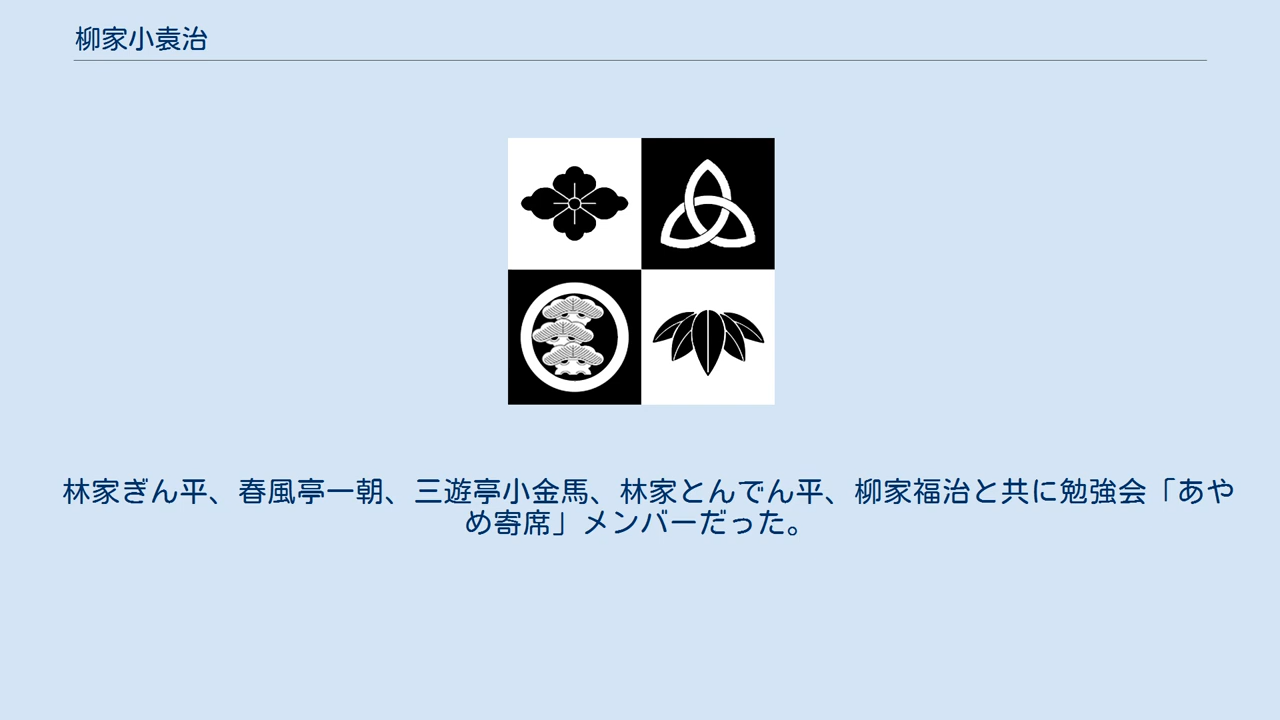 柳家小袁治
林家ぎん平、春風亭一朝、三遊亭小金馬、林家とんでん平、柳家福治と共に勉強会「あや
め寄席」メンバーだった。